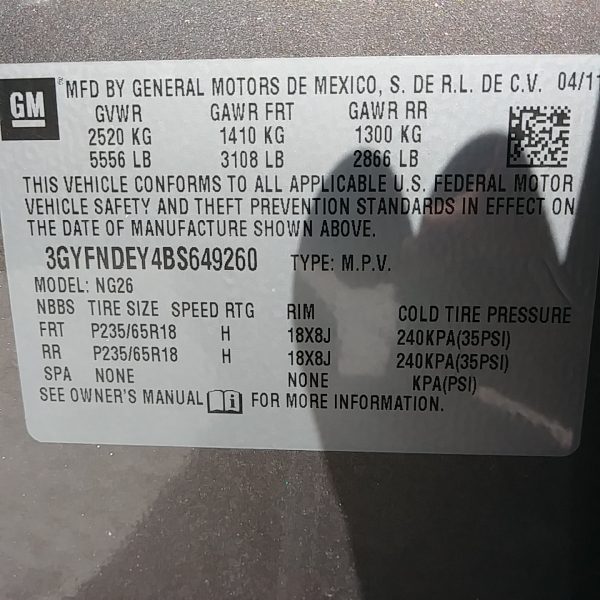 GM ® MFD BY GENERAL MOTORS DE MEXICO, S. DE R.L. DE C.V. 04/11
GVWR GAWR FRT GAWR RR
2520 KG 1410 KG 1300 KG
5556 LB 3108 LB 2866 LB
THIS VEHICLE CONFORMS TO ALL APPLICABLE U.S. FEDERAL MOTOR
VEHICLE SAFETY AND THEFT PREVENTION STANDARDS IN EFFECT ON
THE DATE OF MANUFACTURE SHOWN ABOVE.
3GYFNDEY4BS649260 TYPE: M.P.V.
MODEL: NG26
NBBS TIRE SIZE SPEED RTG RIM COLD TIRE PRESSURE
FRT P235/65R18 H 18X8J 240KPA(35PSI)
RR P235/65R18 H 18X8J 240KPA(35PSI)
SPA NONE NONE KPA(PSI)
SEE OWNER'S MANUAL i FOR MORE INFORMATION.